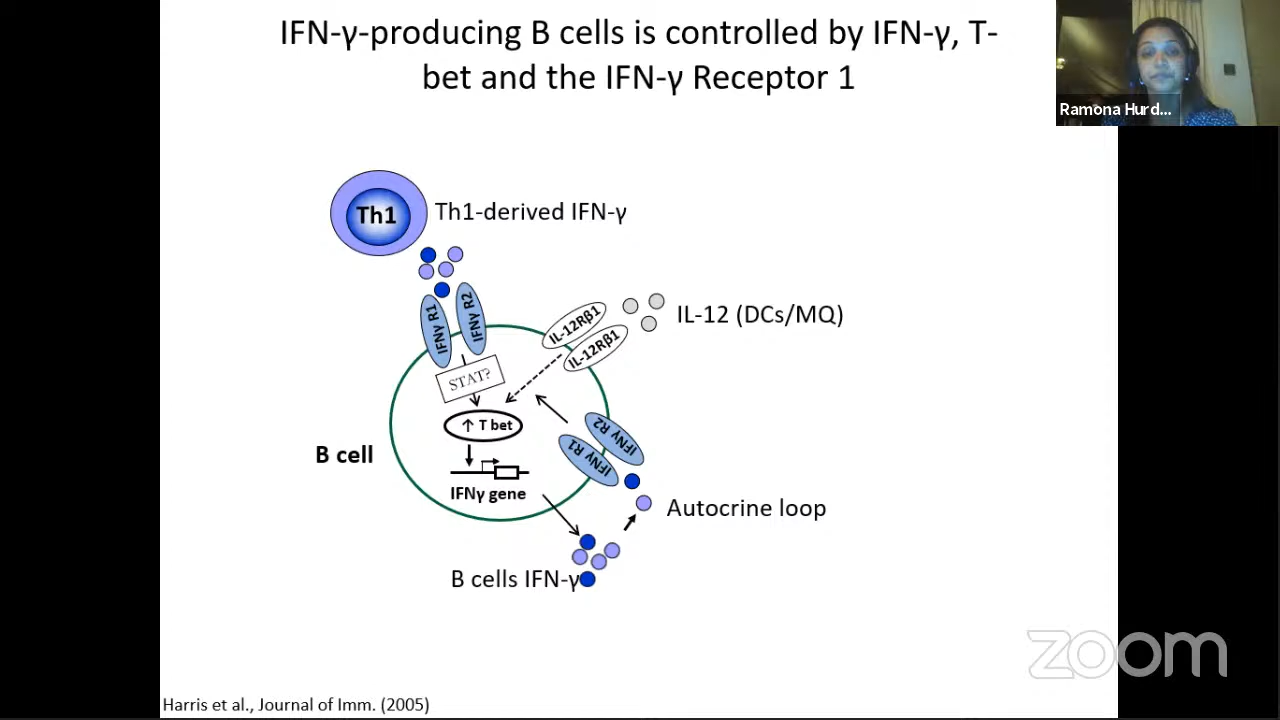 IFN-γ-producing B cells is controlled by IFN-γ, T-
bet and the IFN-γ Receptor 1
Ramona Hurd...
Th1
Th1-derived IFN-γ
IFNγ R1
IFNγ R2
IL-12Rβ1
IL-12Rβ1
IL-12 (DCs/MQ)
STAT?
↑ T bet
IFNγ R2
IFNγ R1
B cell
IFNγ gene
Autocrine loop
B cells IFN-γ
zoom
Harris et al., Journal of Imm. (2005)